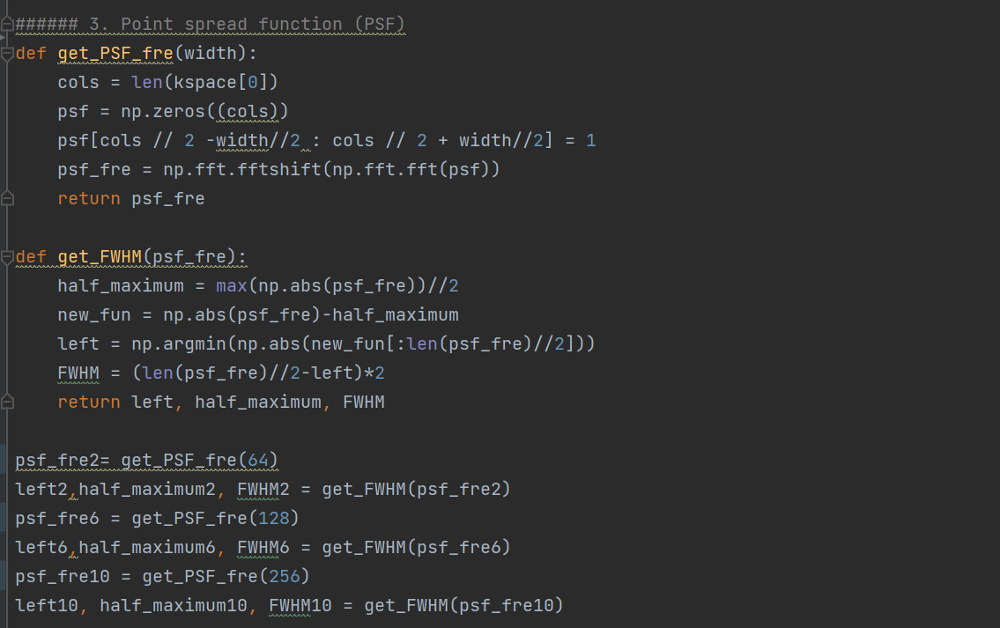 ###### 3. Point spread function (PSF)
def get_PSF_fre(width):
    cols = len(kspace[0])
    psf = np.zeros((cols))
    psf[cols // 2 -width//2 : cols // 2 + width//2] = 1
    psf_fre = np.fft.fftshift(np.fft.fft(psf))
    return psf_fre

def get_FWHM(psf_fre):
    half_maximum = max(np.abs(psf_fre))//2
    new_fun = np.abs(psf_fre)-half_maximum
    left = np.argmin(np.abs(new_fun[:len(psf_fre)//2]))
    FWHM = (len(psf_fre)//2-left)*2
    return left, half_maximum, FWHM

psf_fre2= get_PSF_fre(64)
left2,half_maximum2, FWHM2 = get_FWHM(psf_fre2)
psf_fre6 = get_PSF_fre(128)
left6,half_maximum6, FWHM6 = get_FWHM(psf_fre6)
psf_fre10 = get_PSF_fre(256)
left10, half_maximum10, FWHM10 = get_FWHM(psf_fre10)